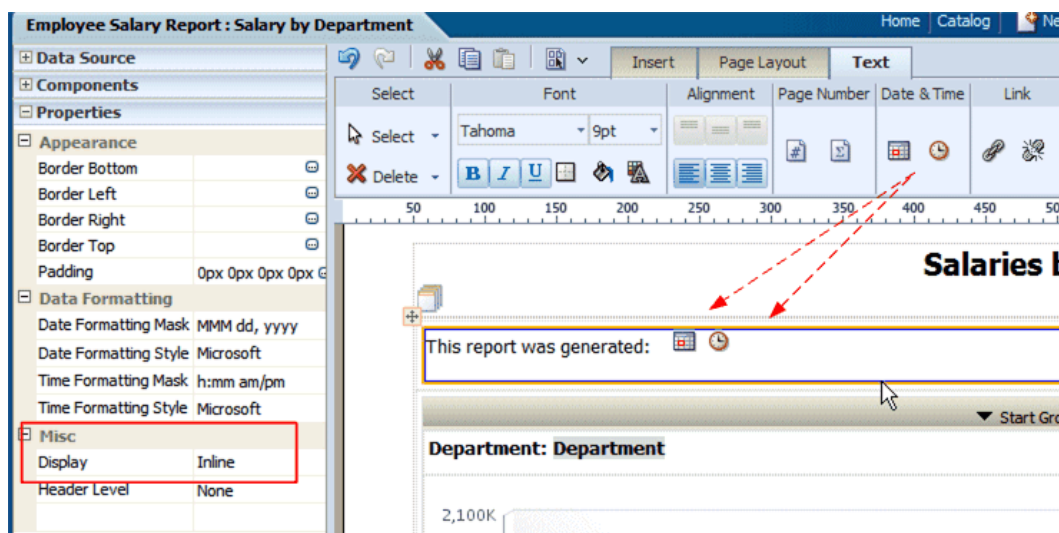 Employee Salary Report : Salary by Department
Home Catalog Ne
Data Source
Components
Properties
Appearance
Border Bottom
Border Left
Border Right
Border Top
Padding 0px 0px 0px 0px
Data Formatting
Date Formatting Mask MMM dd, yyyy
Date Formatting Style Microsoft
Time Formatting Mask h:mm am/pm
Time Formatting Style Microsoft
Misc
Display Inline
Header Level None
Insert Page Layout Text
Select Font Alignment Page Number Date & Time Link
Select Tahoma 9pt
Delete B I U
50 100 150 200 250 300 350 400 450 50
Salaries b
This report was generated:
Start Gro
Department: Department
2,100K